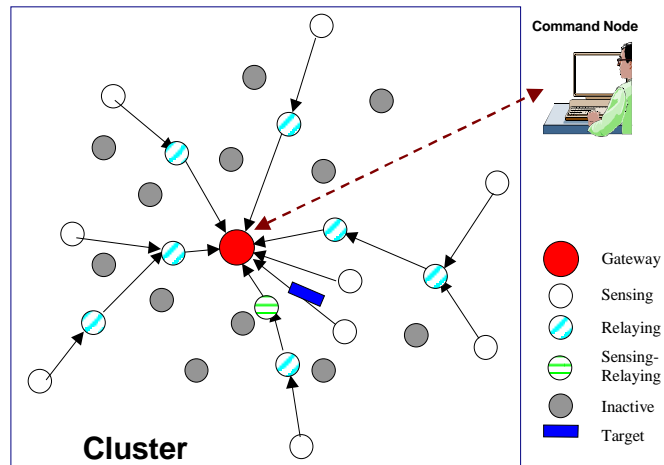 Command Node
Gateway
Sensing
Relaying
Sensing-
Relaying
Inactive
Target
Cluster